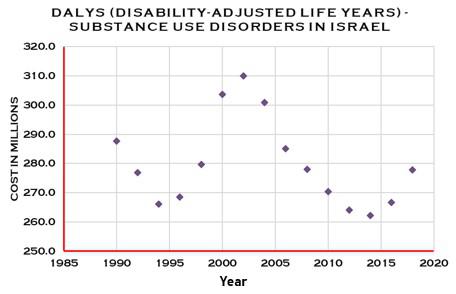 DALYS (DISABILITY-ADJUSTED LIFE YEARS) -
SUBSTANCE USE DISORDERS IN ISRAEL
320.0
310.0
300.0
290.0
280.0
270.0
260.0
250.0
COST IN MILLIONS
1985 1990 1995 2000 2005 2010 2015 2020
Year